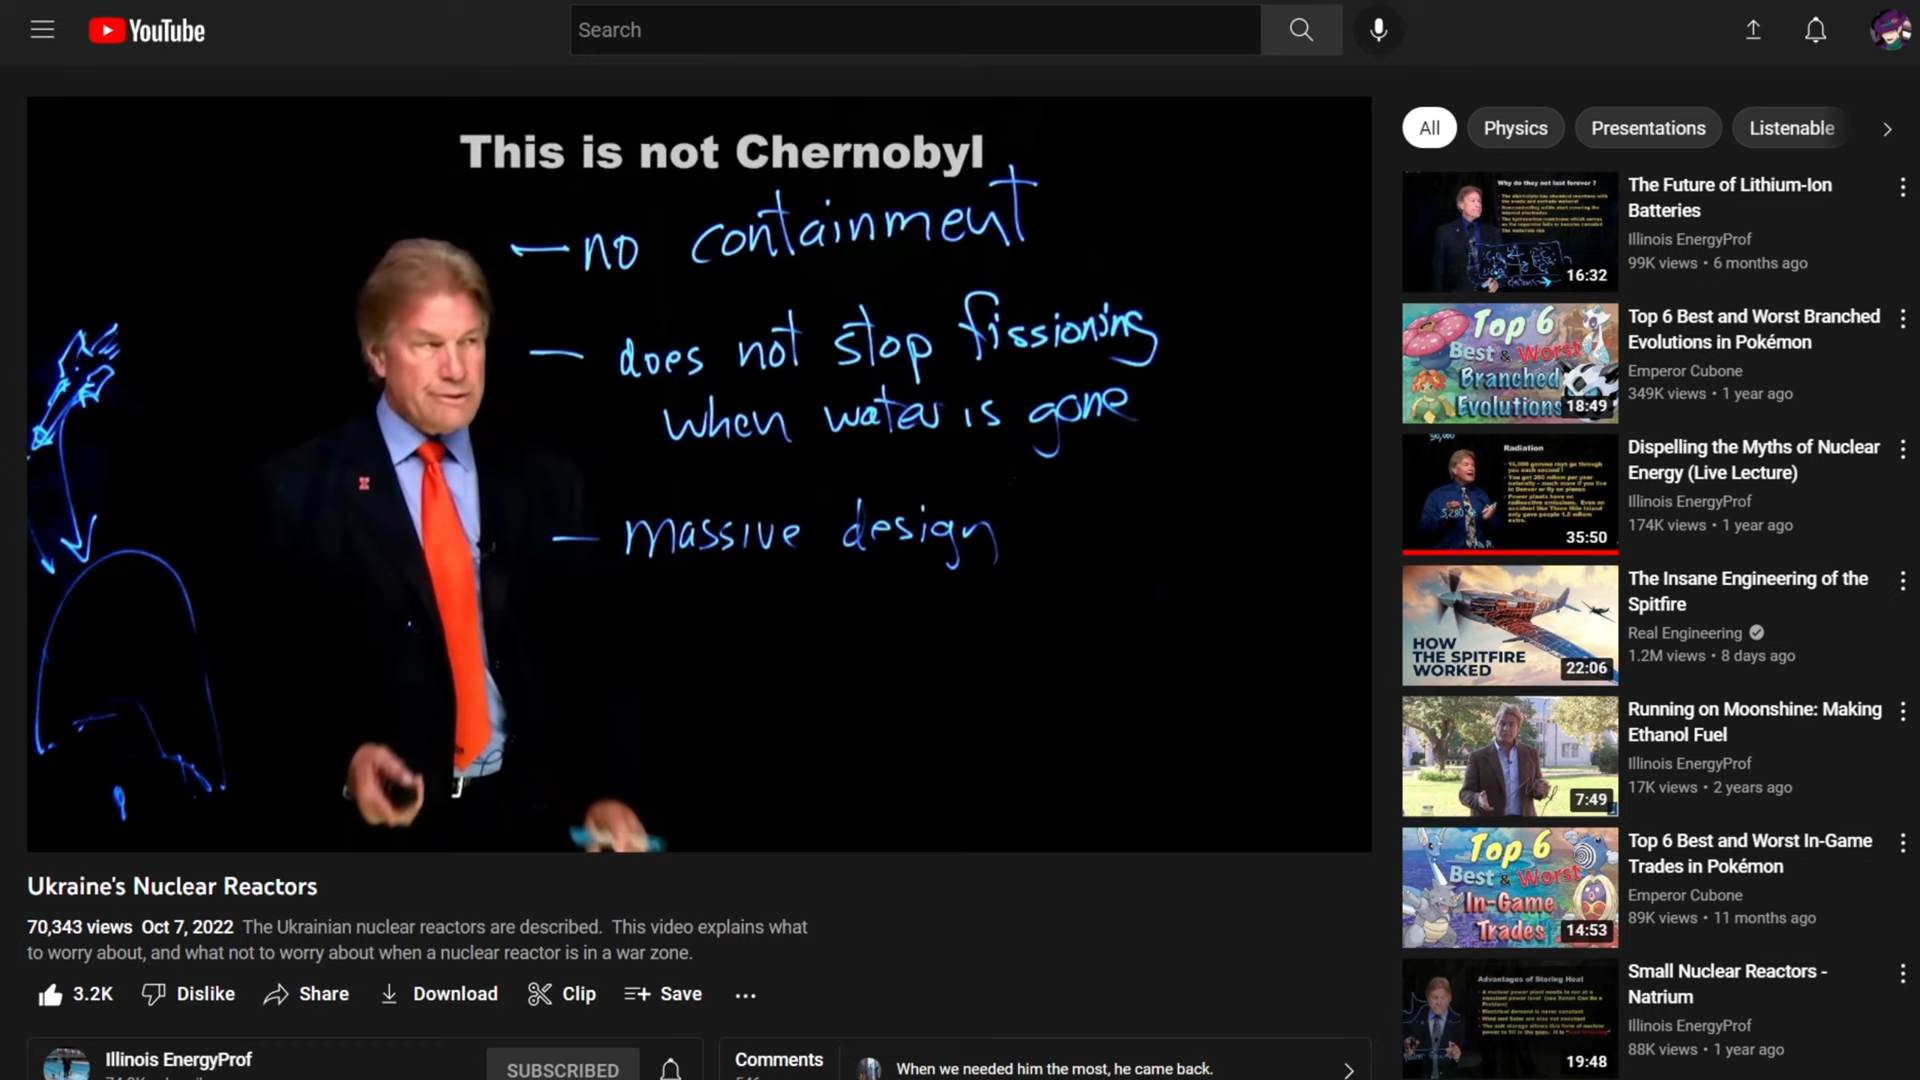 YouTube
Search
This is not Chernobyl
— no containment
— does not stop fissioning
when water is gone
— massive design
Ukraine's Nuclear Reactors
70,343 views Oct 7, 2022 The Ukrainian nuclear reactors are described. This video explains what
to worry about, and what not to worry about when a nuclear reactor is in a war zone.
3.2K Dislike Share Download Clip Save
Illinois EnergyProf
SUBSCRIBED
Comments
When we needed him the most, he came back.
All Physics Presentations Listenable
Why do they not last forever ?
16:32
The Future of Lithium-Ion
Batteries
Illinois EnergyProf
99K views • 6 months ago
Top 6
Best & Worst
Branched
Evolutions
18:49
Top 6 Best and Worst Branched
Evolutions in Pokémon
Emperor Cubone
349K views • 1 year ago
Radiation
35:50
Dispelling the Myths of Nuclear
Energy (Live Lecture)
Illinois EnergyProf
174K views • 1 year ago
HOW
THE SPITFIRE
WORKED
22:06
The Insane Engineering of the
Spitfire
Real Engineering
1.2M views • 8 days ago
7:49
Running on Moonshine: Making
Ethanol Fuel
Illinois EnergyProf
17K views • 2 years ago
Top 6
Best & Worst
In-Game
Trades
14:53
Top 6 Best and Worst In-Game
Trades in Pokémon
Emperor Cubone
89K views • 11 months ago
Advantages of Storing Heat
19:48
Small Nuclear Reactors -
Natrium
Illinois EnergyProf
88K views • 1 year ago